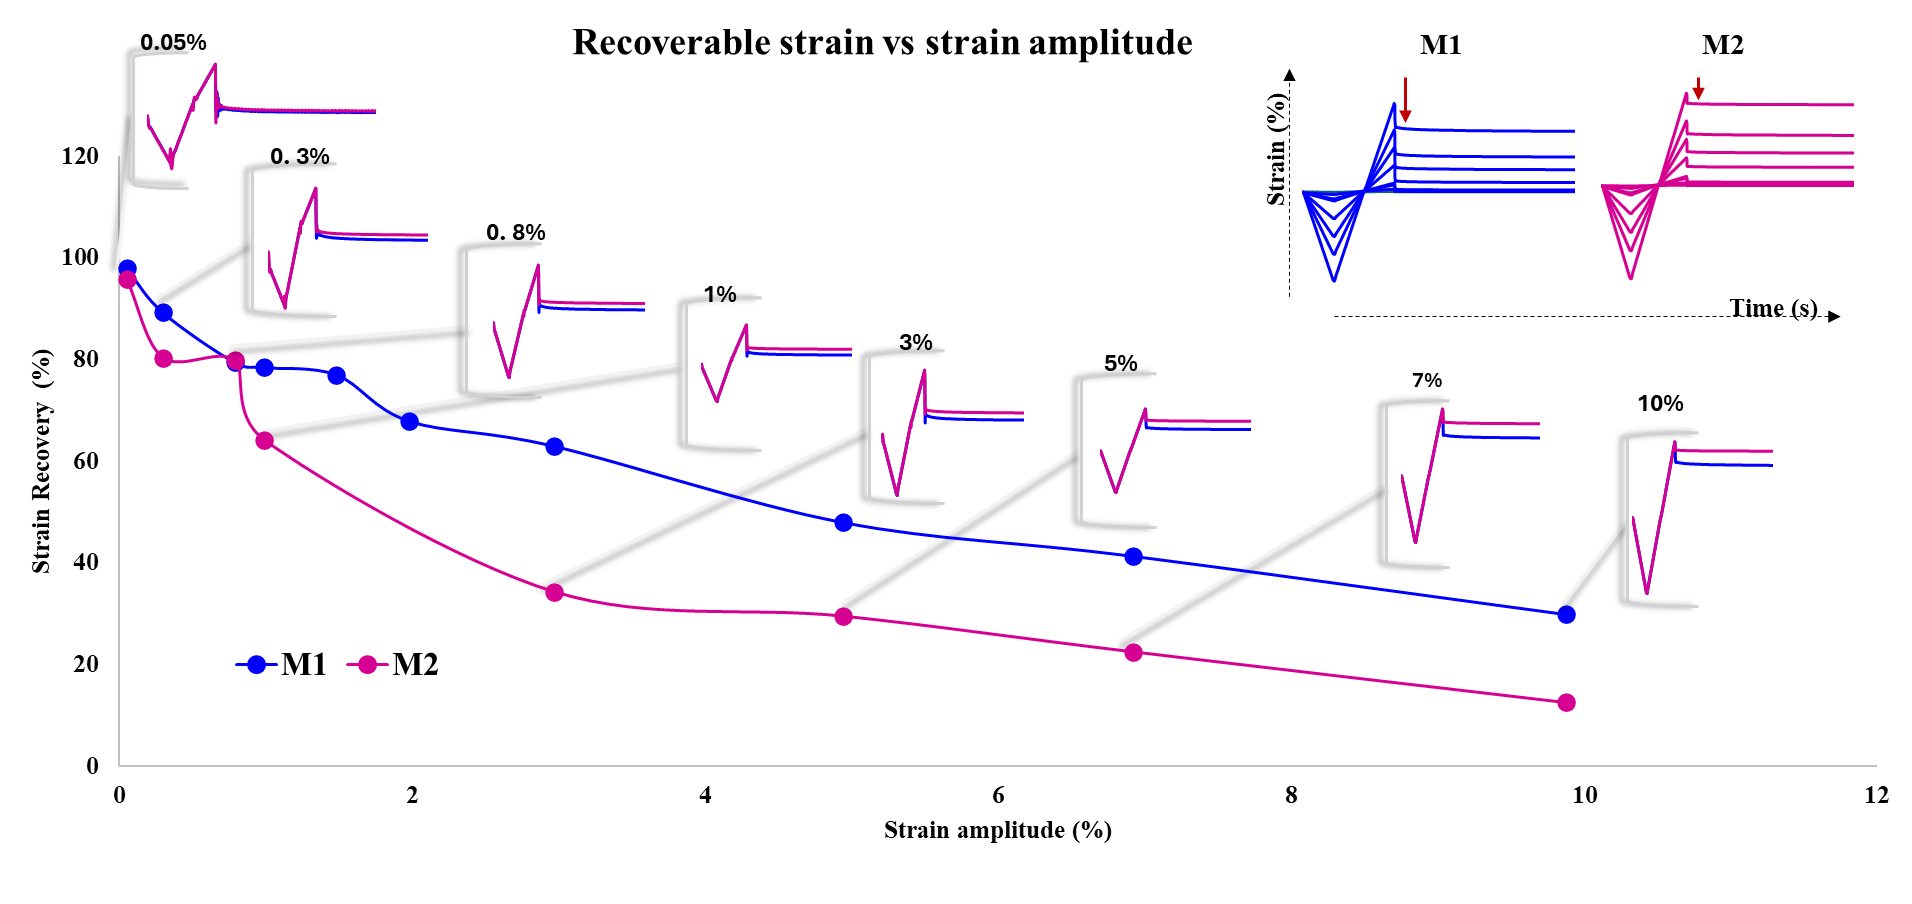 Recoverable strain vs strain amplitude
M1
M2
Strain (%)
Time (s)
0.05%
0. 3%
0. 8%
1%
3%
5%
7%
10%
Strain Recovery (%)
120
100
80
60
40
20
0
M1
M2
0
2
4
6
8
10
12
Strain amplitude (%)